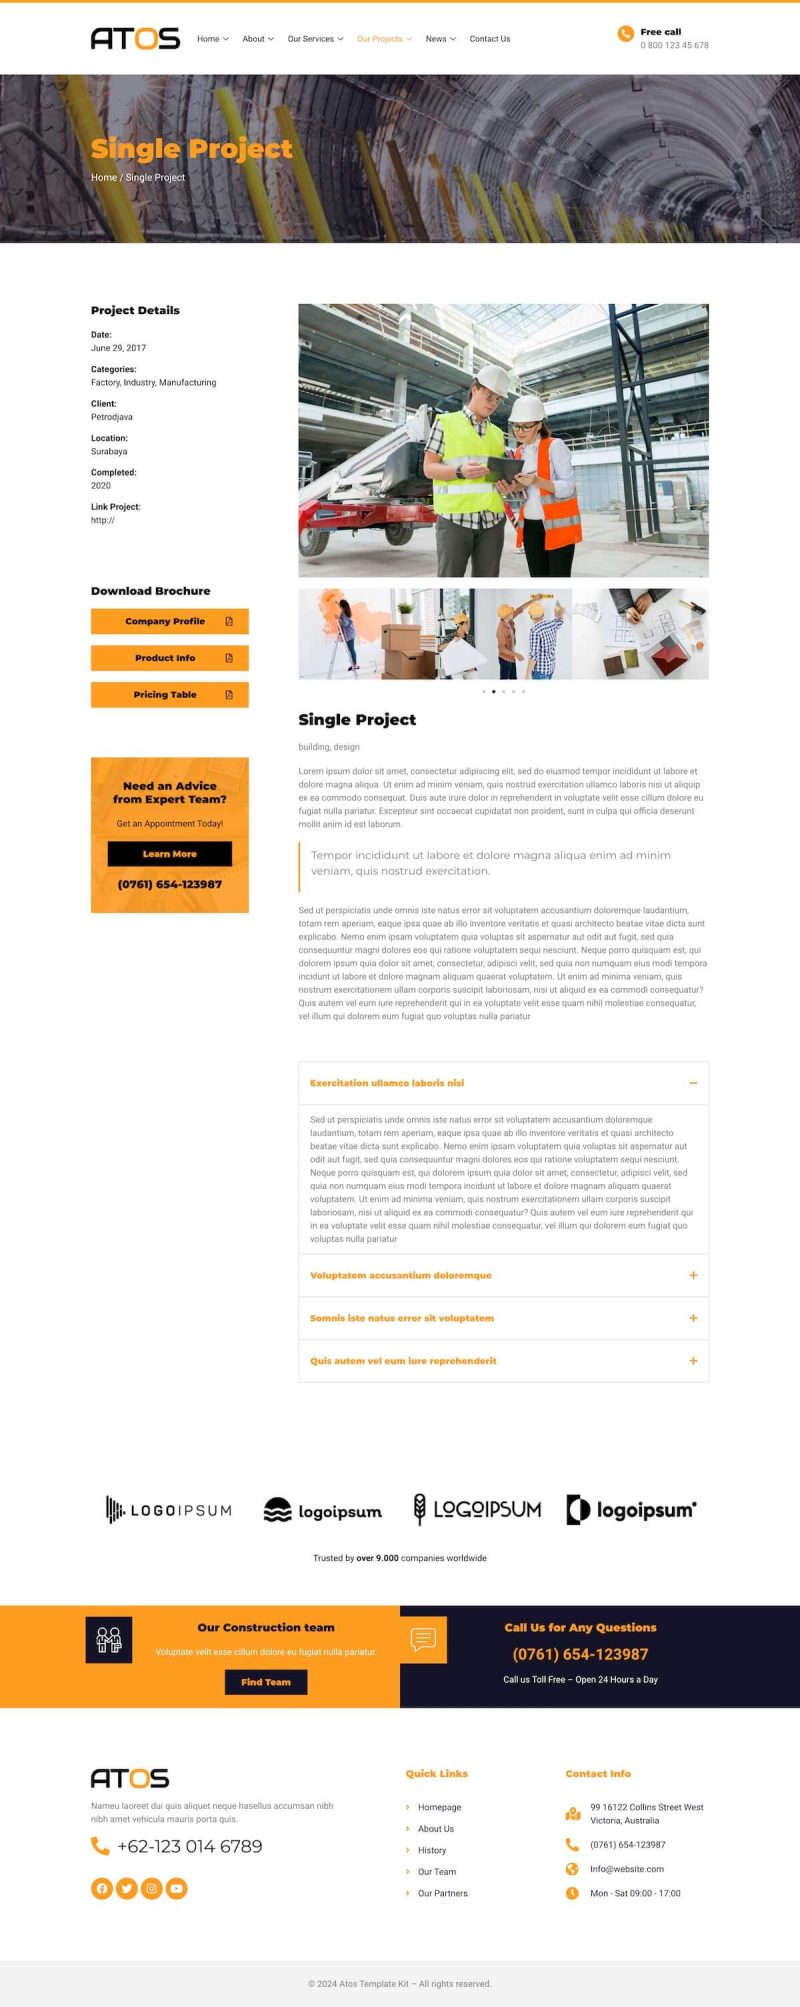 ATOS
Home
About
Our Services
Our Projects
News
Contact Us
Free call
0 800 123 45 678
Single Project
Home / Single Project
Project Details
Date:
June 29, 2017
Categories:
Factory, Industry, Manufacturing
Client:
Petrodjava
Location:
Surabaya
Completed:
2020
Link Project:
http://
Download Brochure
Company Profile
Product Info
Pricing Table
Need an Advice
from Expert Team?
Get an Appointment Today!
Learn More
(0761) 654-123987
Single Project
building, design
Lorem ipsum dolor sit amet, consectetur adipiscing elit, sed do eiusmod tempor incididunt ut labore et
dolore magna aliqua. Ut enim ad minim veniam, quis nostrud exercitation ullamco laboris nisi ut aliquip
ex ea commodo consequat. Duis aute irure dolor in reprehenderit in voluptate velit esse cillum dolore eu
fugiat nulla pariatur. Excepteur sint occaecat cupidatat non proident, sunt in culpa qui officia deserunt
mollit anim id est laborum.
Tempor incididunt ut labore et dolore magna aliqua enim ad minim
veniam, quis nostrud exercitation.
Sed ut perspiciatis unde omnis iste natus error sit voluptatem accusantium doloremque laudantium,
totam rem aperiam, eaque ipsa quae ab illo inventore veritatis et quasi architecto beatae vitae dicta sunt
explicabo. Nemo enim ipsam voluptatem quia voluptas sit aspernatur aut odit aut fugit, sed quia
consequuntur magni dolores eos qui ratione voluptatem sequi nesciunt. Neque porro quisquam est, qui
dolorem ipsum quia dolor sit amet, consectetur, adipisci velit, sed quia non numquam eius modi tempora
incidunt ut labore et dolore magnam aliquam quaerat voluptatem. Ut enim ad minima veniam, quis
nostrum exercitationem ullam corporis suscipit laboriosam, nisi ut aliquid ex ea commodi consequatur?
Quis autem vel eum iure reprehenderit qui in ea voluptate velit esse quam nihil molestiae consequatur,
vel illum qui dolorem eum fugiat quo voluptas nulla pariatur
Exercitation ullamco laboris nisi
Sed ut perspiciatis unde omnis iste natus error sit voluptatem accusantium doloremque
laudantium, totam rem aperiam, eaque ipsa quae ab illo inventore veritatis et quasi architecto
beatae vitae dicta sunt explicabo. Nemo enim ipsam voluptatem quia voluptas sit aspernatur aut
odit aut fugit, sed quia consequuntur magni dolores eos qui ratione voluptatem sequi nesciunt.
Neque porro quisquam est, qui dolorem ipsum quia dolor sit amet, consectetur, adipisci velit, sed
quia non numquam eius modi tempora incidunt ut labore et dolore magnam aliquam quaerat
voluptatem. Ut enim ad minima veniam, quis nostrum exercitationem ullam corporis suscipit
laboriosam, nisi ut aliquid ex ea commodi consequatur? Quis autem vel eum iure reprehenderit qui
in ea voluptate velit esse quam nihil molestiae consequatur, vel illum qui dolorem eum fugiat quo
voluptas nulla pariatur
Voluptatem accusantium doloremque
Somnis iste natus error sit voluptatem
Quis autem vel eum iure reprehenderit
LOGOIPSUM
logoipsum
LOGOIPSUM
logoipsum
Trusted by over 9.000 companies worldwide
Our Construction team
Voluptate velit esse cillum dolore eu fugiat nulla pariatur.
Find Team
Call Us for Any Questions
(0761) 654-123987
Call us Toll Free – Open 24 Hours a Day
ATOS
Nameu laoreet dui quis aliquet neque hasellus accumsan nibh
nibh amet vehicula mauris porta quis.
+62-123 014 6789
Quick Links
Homepage
About Us
History
Our Team
Our Partners
Contact Info
99 16122 Collins Street West
Victoria, Australia
(0761) 654-123987
Info@website.com
Mon - Sat 09:00 - 17:00
© 2024 Atos Template Kit – All rights reserved.